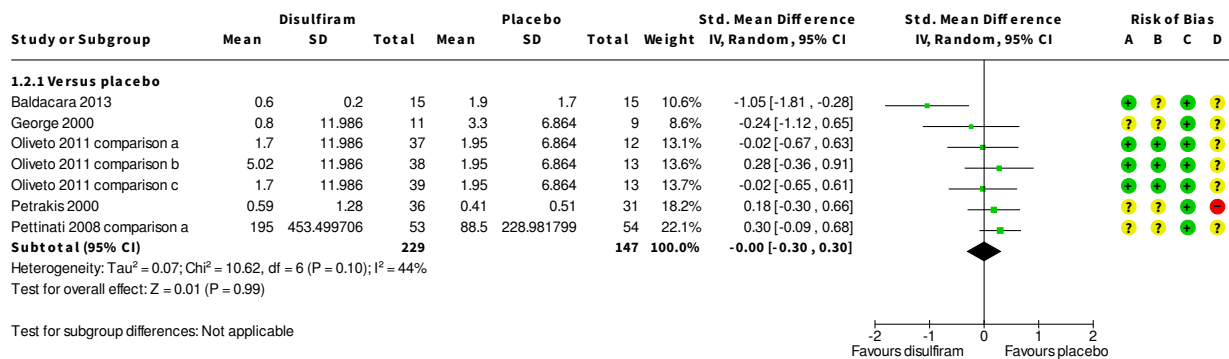 Disulfiram Placebo Std. Mean Difference Std. Mean Difference Risk of Bias
Study or Subgroup Mean SD Total Mean SD Total Weight IV, Random, 95% CI IV, Random, 95% CI A B C D
1.2.1 Versus placebo
Baldacara 2013 0.6 0.2 15 1.9 1.7 15 10.6% -1.05 [-1.81 , -0.28] + ? + ?
George 2000 0.8 11.986 11 3.3 6.864 9 8.6% -0.24 [-1.12 , 0.65] ? ? + ?
Oliveto 2011 comparison a 1.7 11.986 37 1.95 6.864 12 13.1% -0.02 [-0.67 , 0.63] + + + ?
Oliveto 2011 comparison b 5.02 11.986 38 1.95 6.864 13 13.6% 0.28 [-0.36 , 0.91] + + + ?
Oliveto 2011 comparison c 1.7 11.986 39 1.95 6.864 13 13.7% -0.02 [-0.65 , 0.61] + + + ?
Petrakis 2000 0.59 1.28 36 0.41 0.51 31 18.2% 0.18 [-0.30 , 0.66] ? ? + −
Pettinati 2008 comparison a 195 453.499706 53 88.5 228.981799 54 22.1% 0.30 [-0.09 , 0.68] ? ? + ?
Subtotal (95% CI) 229 147 100.0% -0.00 [-0.30 , 0.30]
Heterogeneity: Tau² = 0.07; Chi² = 10.62, df = 6 (P = 0.10); I² = 44%
Test for overall effect: Z = 0.01 (P = 0.99)
Test for subgroup differences: Not applicable
-2 -1 0 1 2
Favours disulfiram Favours placebo